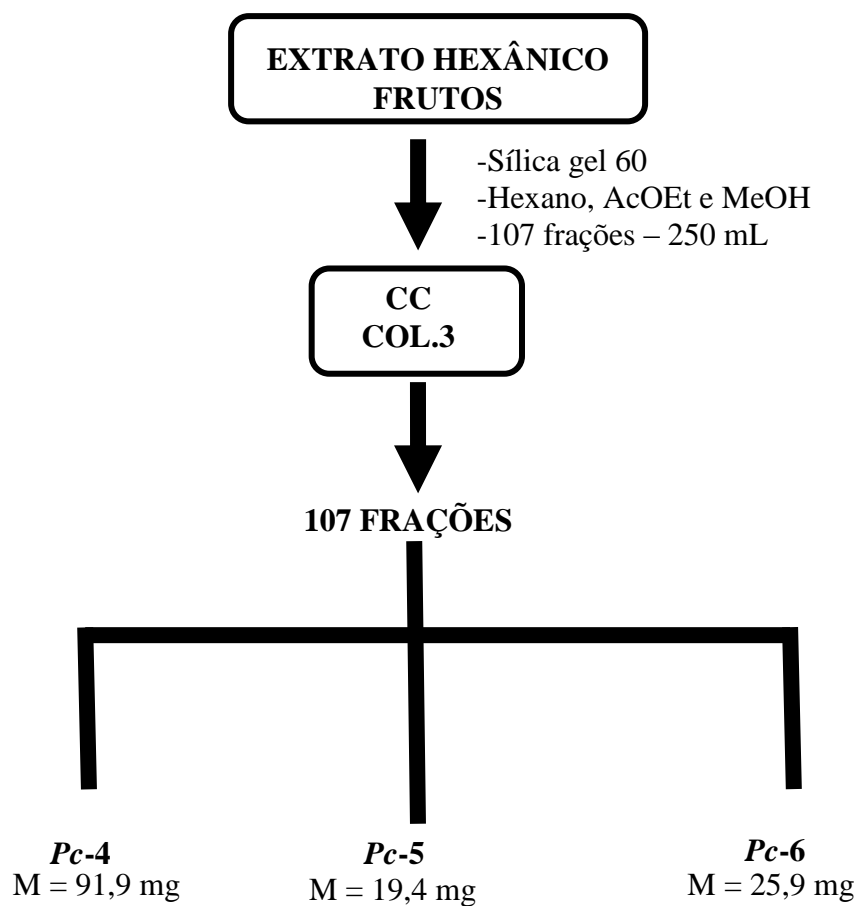 EXTRATO HEXÂNICO
FRUTOS
-Sílica gel 60
-Hexano, AcOEt e MeOH
-107 frações – 250 mL
CC
COL.3
107 FRAÇÕES
Pc-4
M = 91,9 mg
Pc-5
M = 19,4 mg
Pc-6
M = 25,9 mg